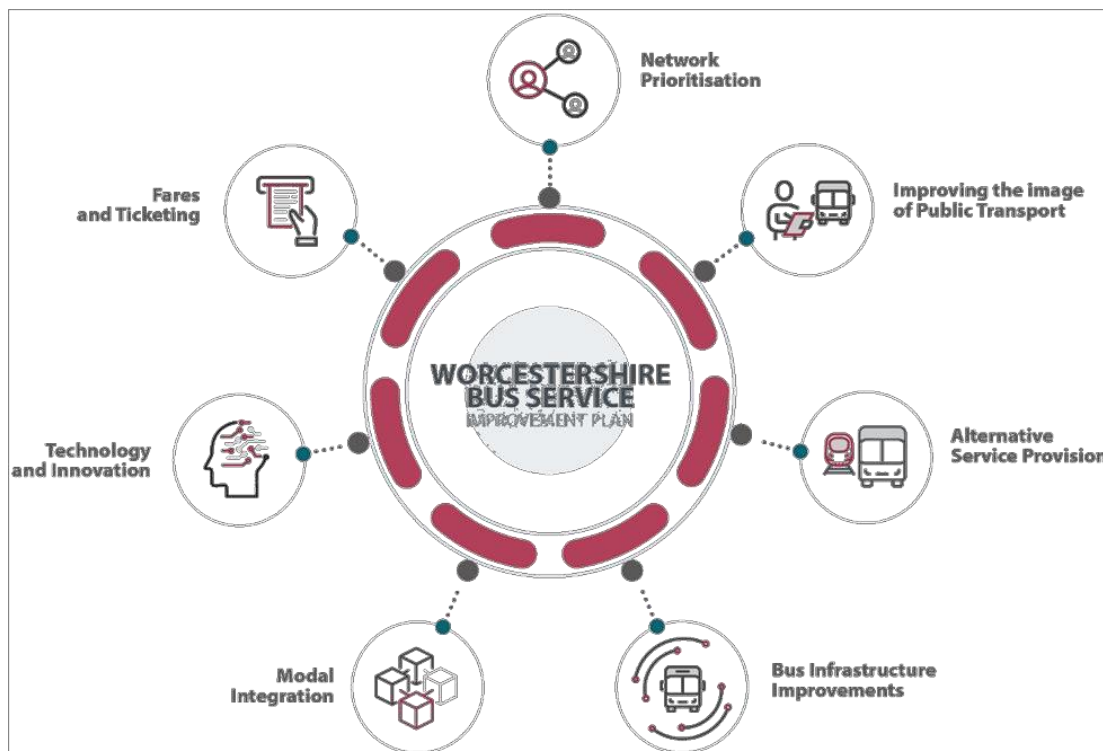 Network
Prioritisation
Improving the image
of Public Transport
Alternative
Service Provision
Bus Infrastructure
Improvements
Modal
Integration
Technology
and Innovation
Fares
and Ticketing
WORCESTERSHIRE
BUS SERVICE
IMPROVEMENT PLAN